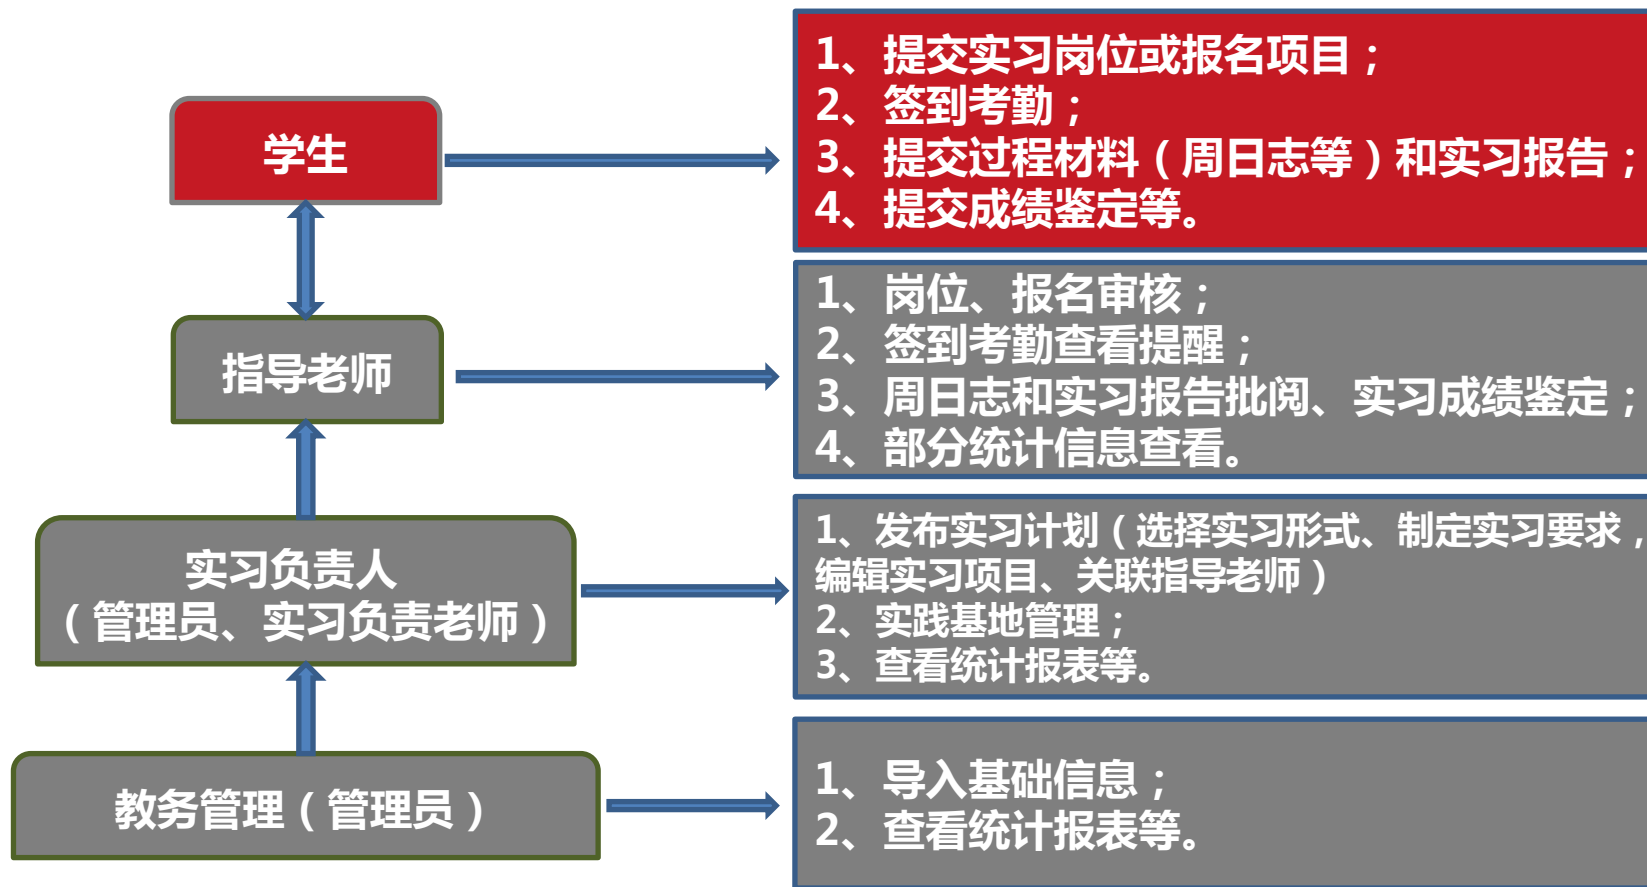 学生
1、提交实习岗位或报名项目；
2、签到考勤；
3、提交过程材料（周日志等）和实习报告；
4、提交成绩鉴定等。
指导老师
1、岗位、报名审核；
2、签到考勤查看提醒；
3、周日志和实习报告批阅、实习成绩鉴定；
4、部分统计信息查看。
实习负责人
（管理员、实习负责老师）
1、发布实习计划（选择实习形式、制定实习要求，
编辑实习项目、关联指导老师）
2、实践基地管理；
3、查看统计报表等。
教务管理（管理员）
1、导入基础信息；
2、查看统计报表等。